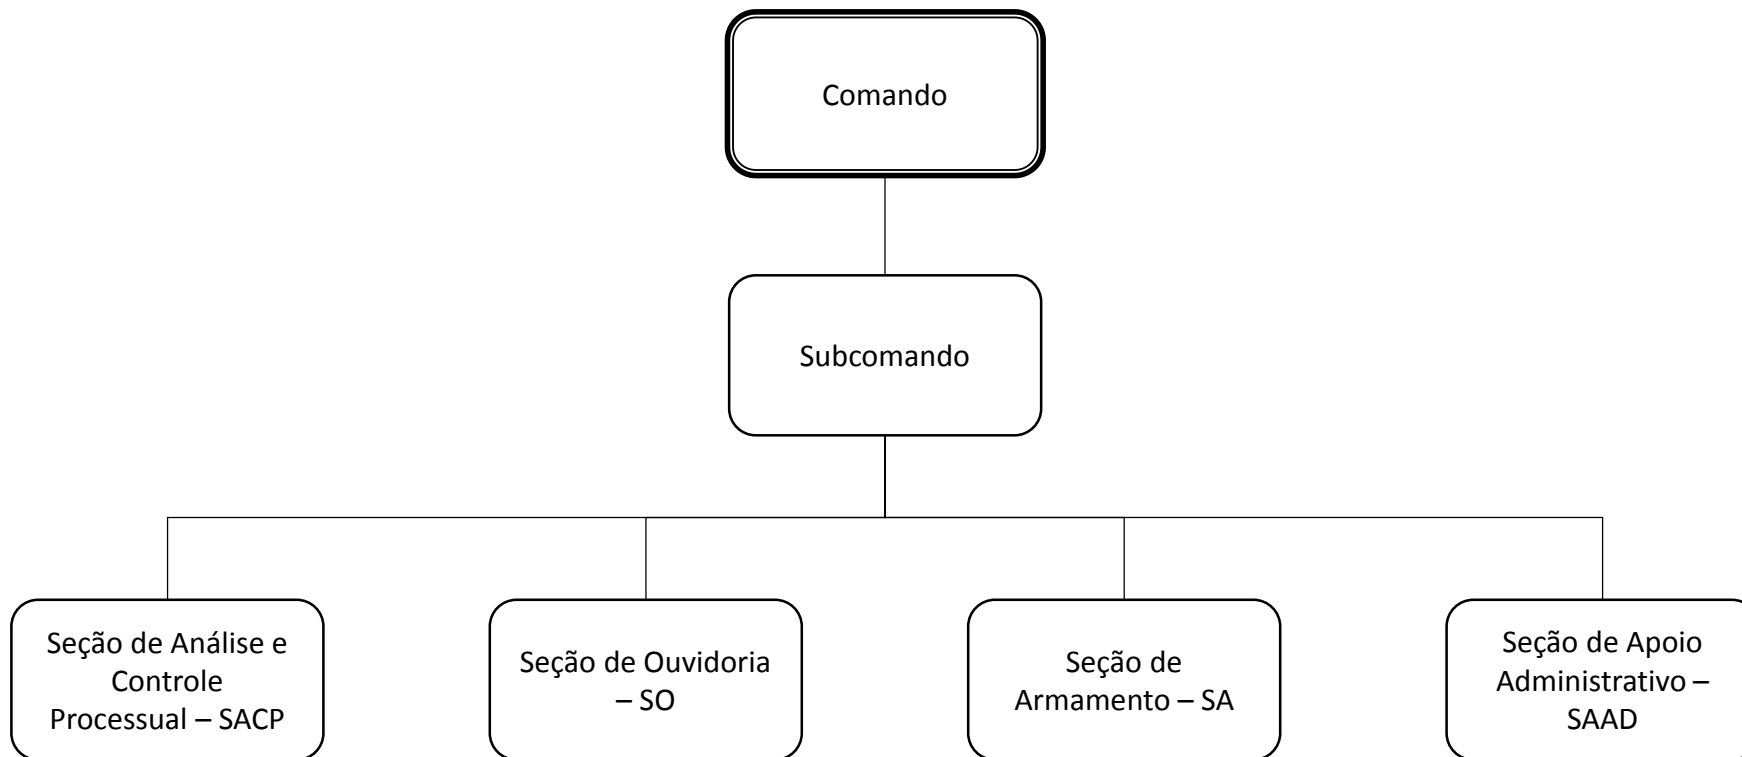 Comando
Subcomando
Seção de Análise e
Controle
Processual – SACP
Seção de Ouvidoria
– SO
Seção de
Armamento – SA
Seção de Apoio
Administrativo –
SAAD